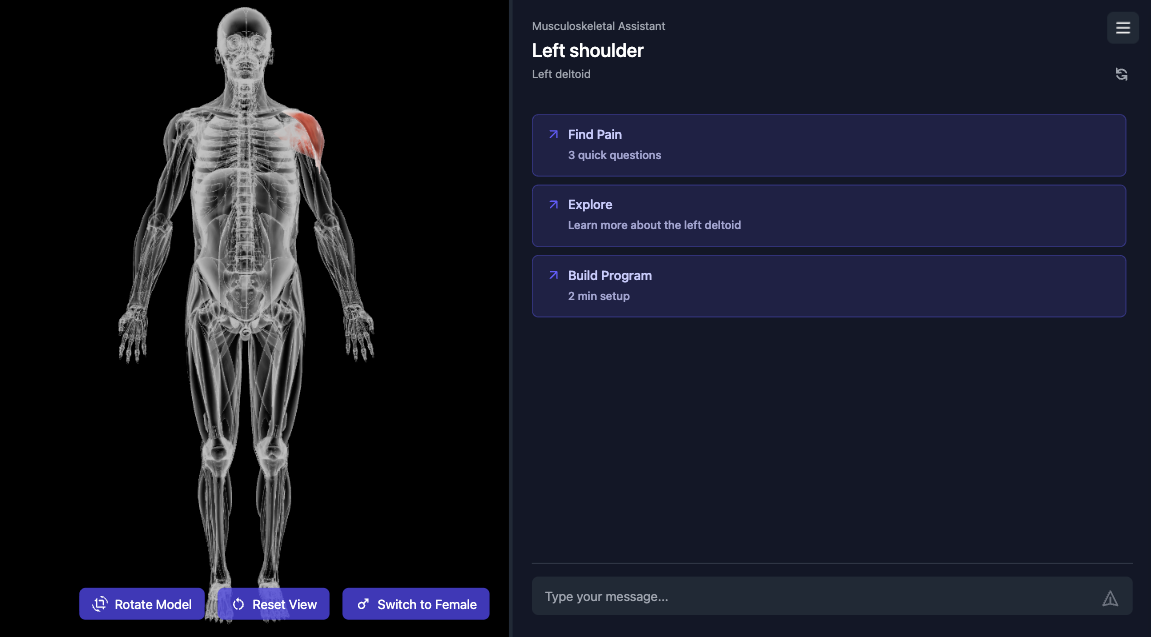 Musculoskeletal Assistant
Left shoulder
Left deltoid
Find Pain
3 quick questions
Explore
Learn more about the left deltoid
Build Program
2 min setup
Rotate Model
Reset View
Switch to Female
Type your message...